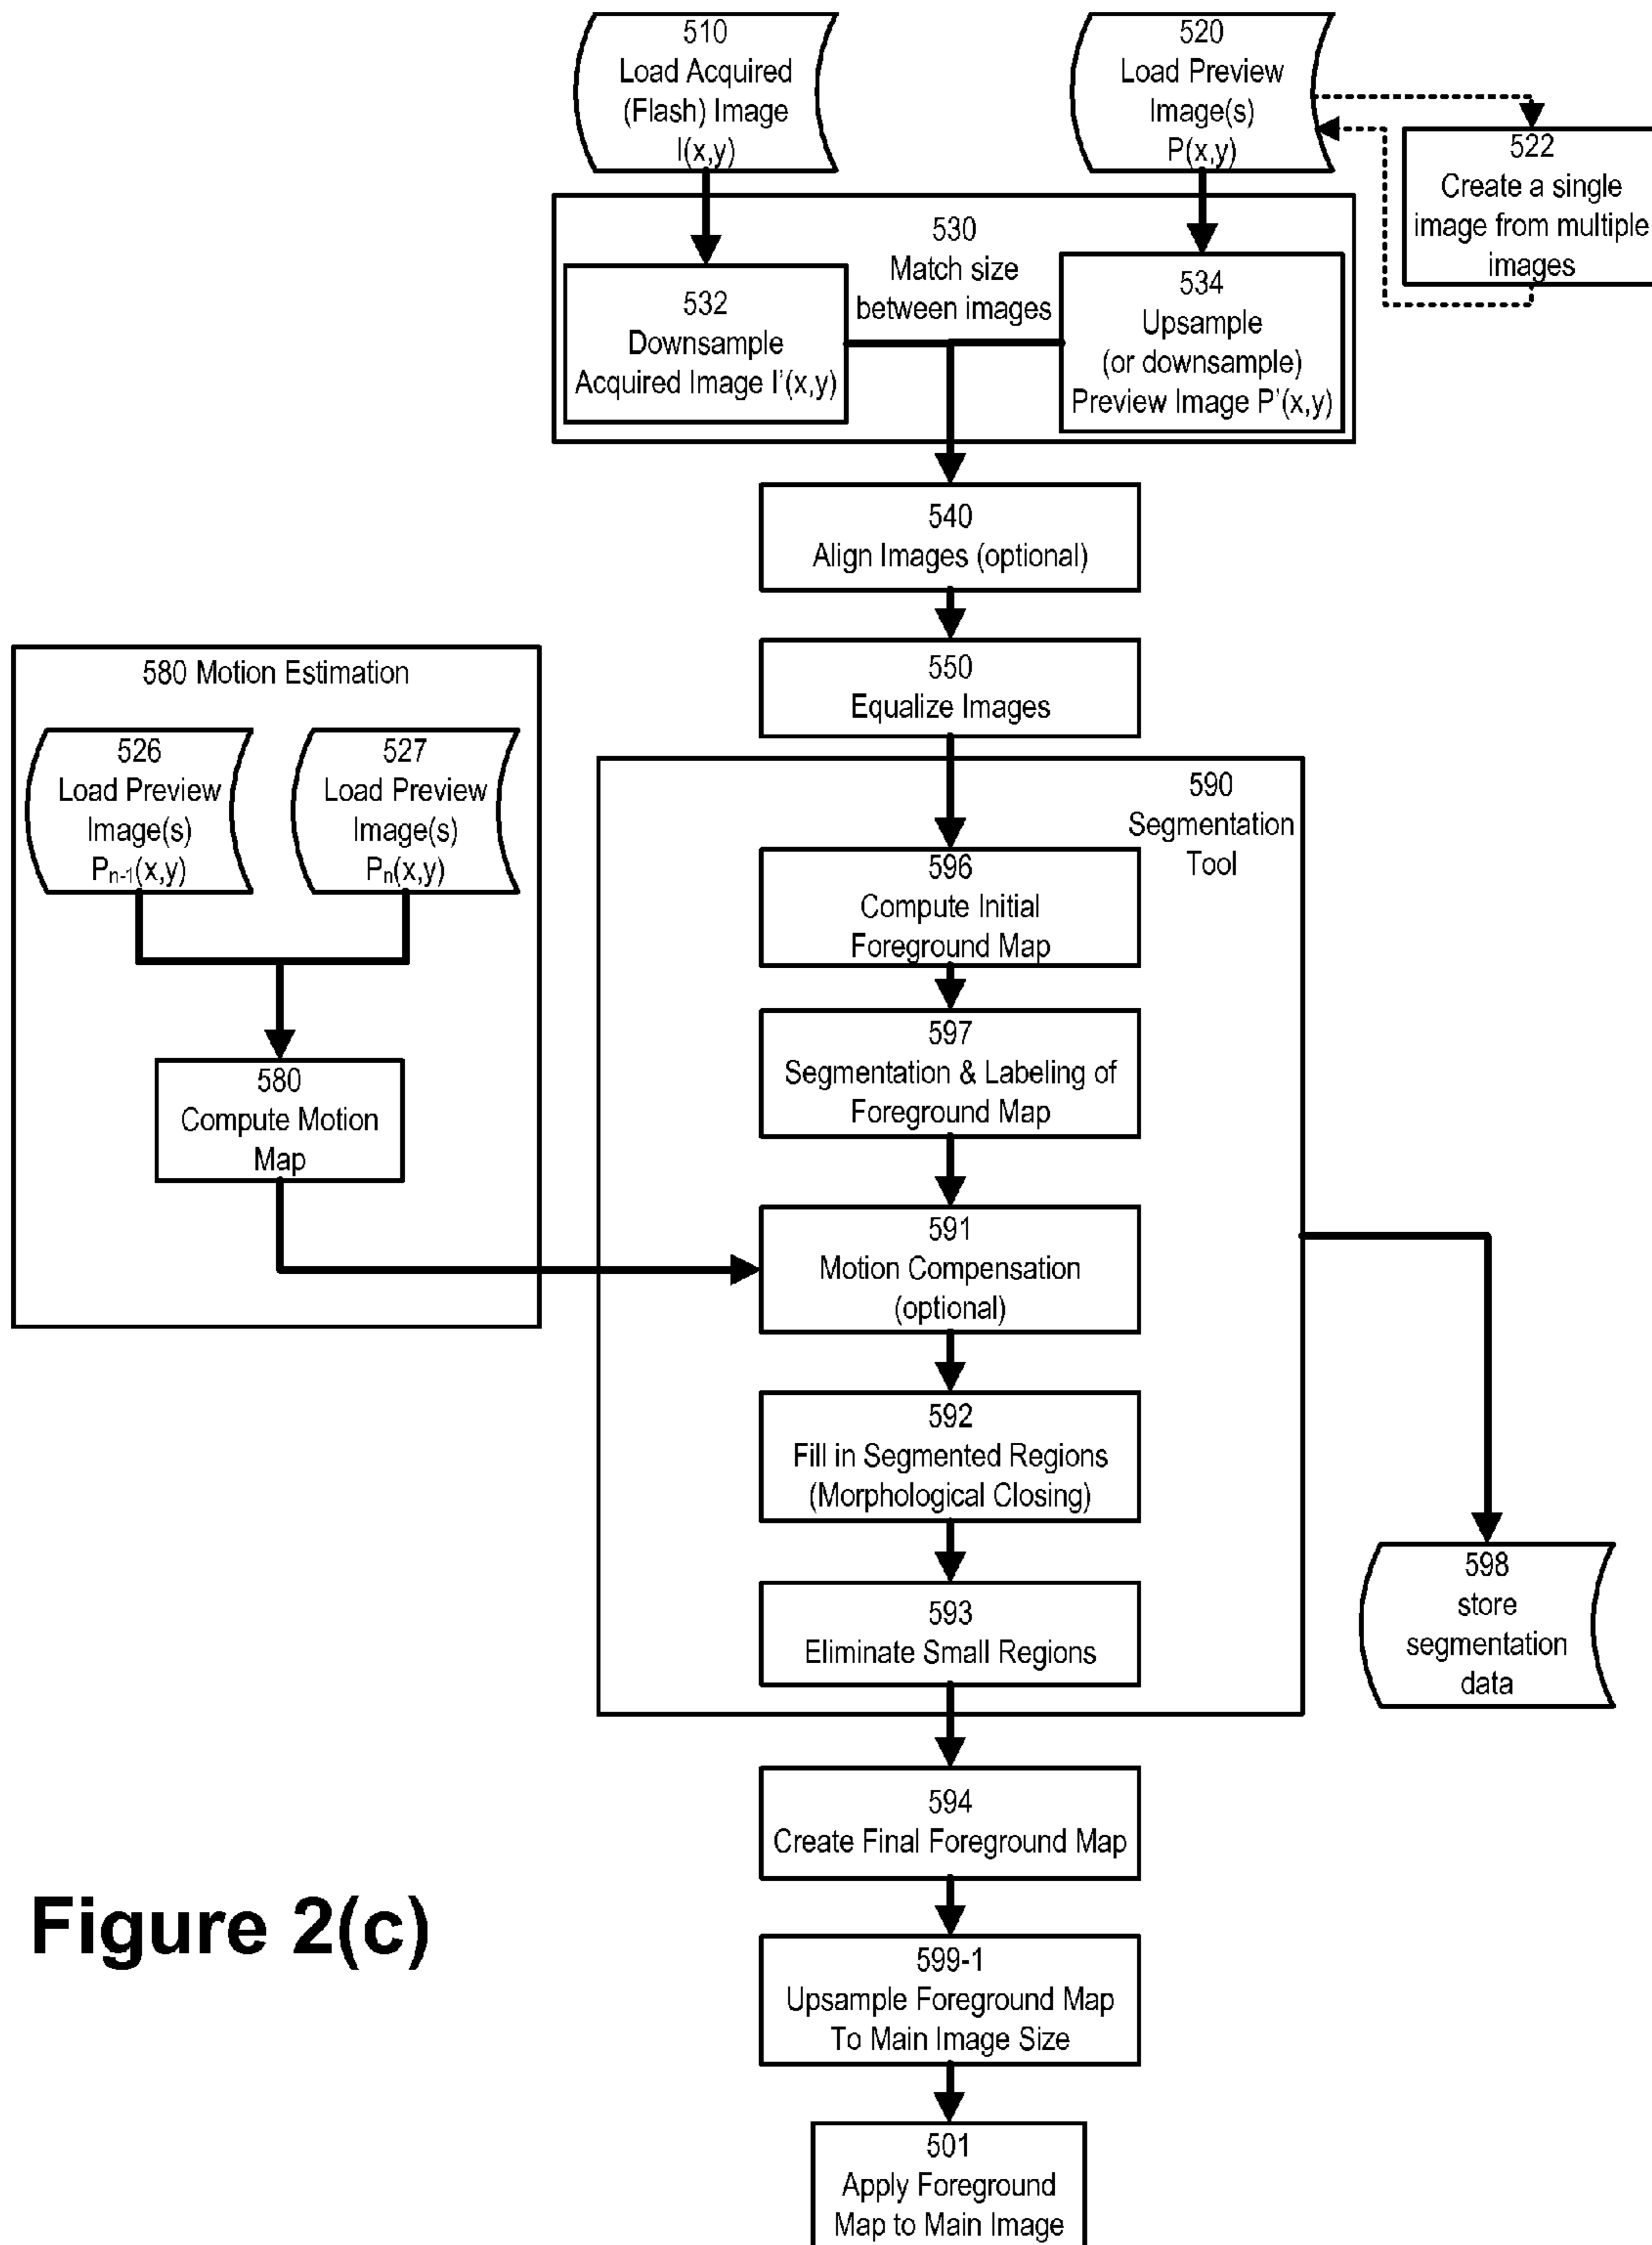 510
Load Acquired
(Flash) Image
I(x,y)
520
Load Preview
Image(s)
P(x,y)
522
Create a single
image from multiple
images
530
Match size
between images
532
Downsample
Acquired Image I'(x,y)
534
Upsample
(or downsample)
Preview Image P'(x,y)
540
Align Images (optional)
550
Equalize Images
580 Motion Estimation
526
Load Preview
Image(s)
Pn-1(x,y)
527
Load Preview
Image(s)
Pn(x,y)
580
Compute Motion
Map
590
Segmentation
Tool
596
Compute Initial
Foreground Map
597
Segmentation & Labeling of
Foreground Map
591
Motion Compensation
(optional)
592
Fill in Segmented Regions
(Morphological Closing)
593
Eliminate Small Regions
598
store
segmentation
data
594
Create Final Foreground Map
599-1
Upsample Foreground Map
To Main Image Size
501
Apply Foreground
Map to Main Image
Figure 2(c)